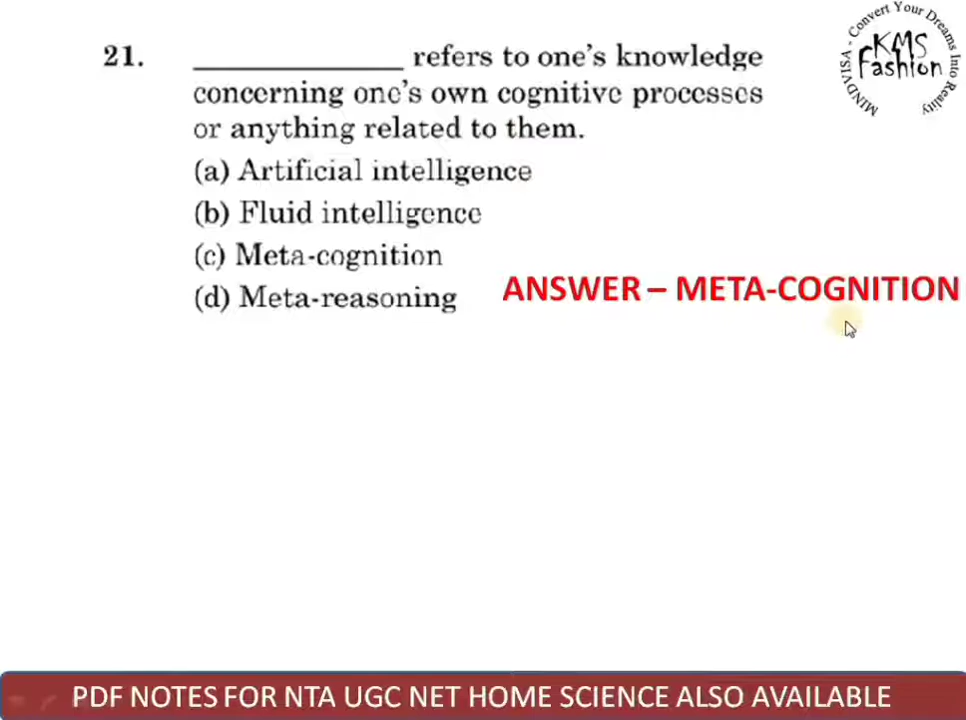 21. ____________ refers to one's knowledge
concerning one's own cognitive processes
or anything related to them.
(a) Artificial intelligence
(b) Fluid intelligence
(c) Meta-cognition
(d) Meta-reasoning
ANSWER – META-COGNITION
MINDVISA - Convert Your Dreams Into Reality
KMS
Fashion
PDF NOTES FOR NTA UGC NET HOME SCIENCE ALSO AVAILABLE